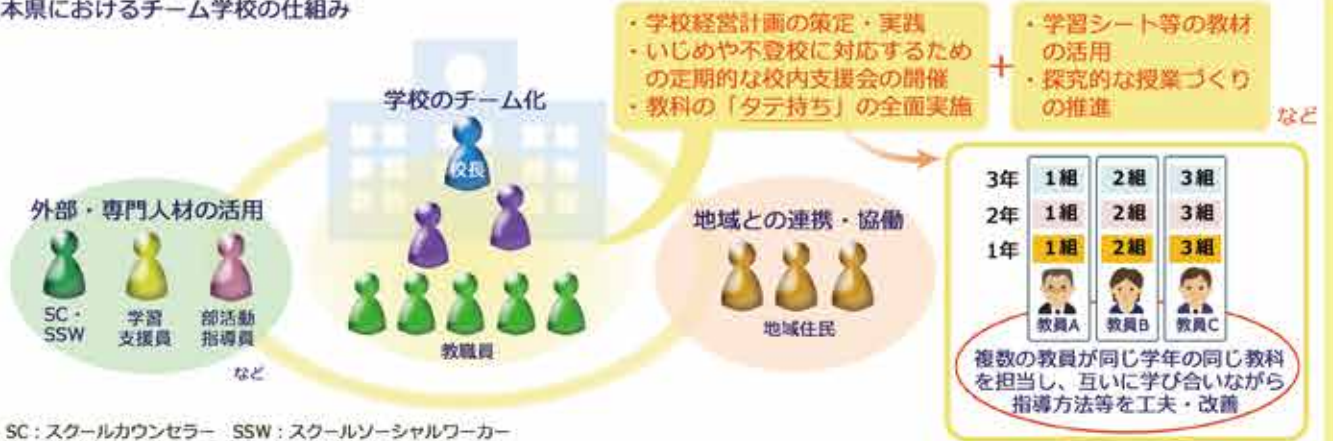 本県におけるチーム学校の仕組み
・学校経営計画の策定・実践
・いじめや不登校に対応するため
の定期的な校内支援会の開催
・教科の「タテ持ち」の全面実施
+
・学習シート等の教材
の活用
・探究的な授業づくり
の推進
など
学校のチーム化
校長
教職員
外部・専門人材の活用
SC・
SSW
学習
支援員
部活動
指導員
など
地域との連携・協働
地域住民
3年 1組 2組 3組
2年 1組 2組 3組
1年 1組 2組 3組
教員A 教員B 教員C
複数の教員が同じ学年の同じ教科
を担当し、互いに学び合いながら
指導方法等を工夫・改善
SC：スクールカウンセラー SSW：スクールソーシャルワーカー